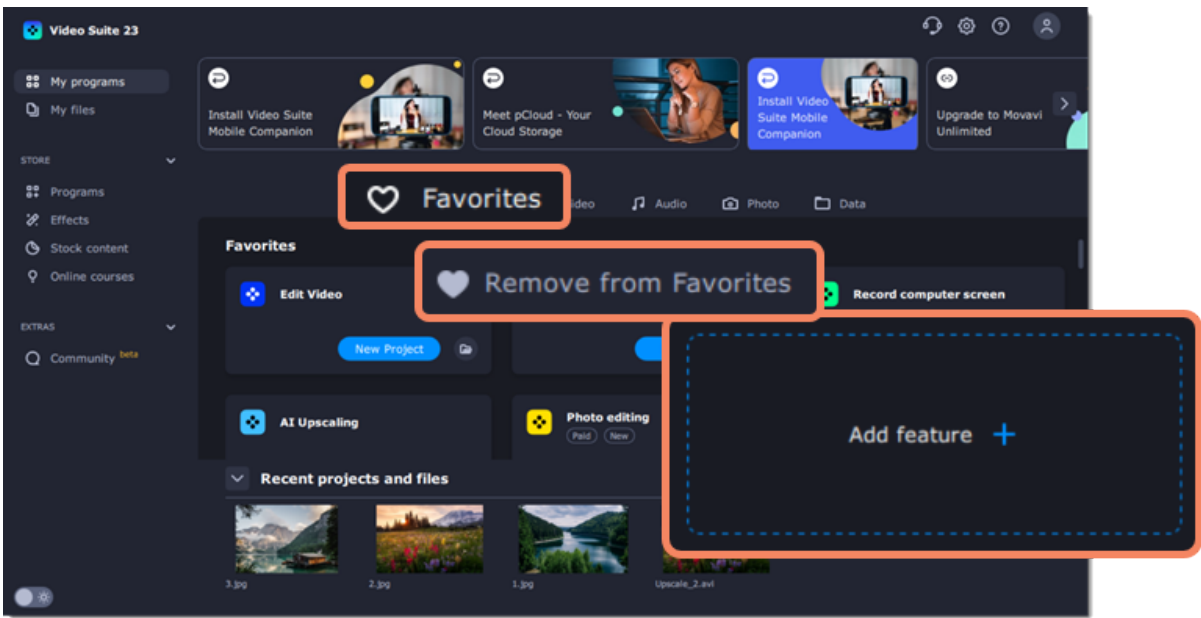 Video Suite 23
My programs
My files
STORE
Programs
Effects
Stock content
Online courses
EXTRAS
Community beta
Install Video Suite
Mobile Companion
Meet pCloud - Your
Cloud Storage
Install Video
Suite Mobile
Companion
Upgrade to Movavi
Unlimited
Favorites
ideo
Audio
Photo
Data
Favorites
Remove from Favorites
Edit Video
New Project
Record computer screen
AI Upscaling
Photo editing
Paid
New
Add feature
Recent projects and files
3.jpg
2.jpg
1.jpg
Upscale_2.avi